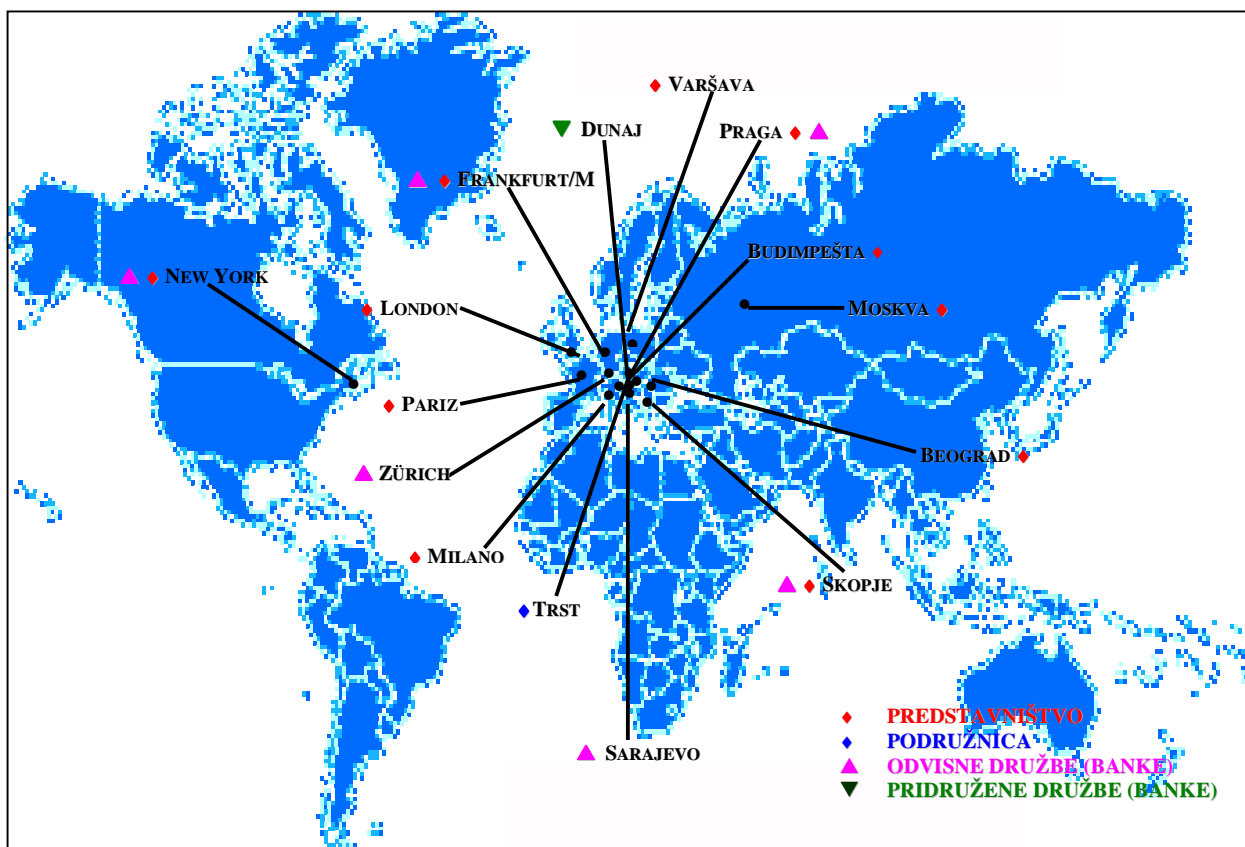 VARŠAVA
DUNAJ
PRAGA
FRANKFURT/M
BUDIMPEŠTA
NEW YORK
LONDON
MOSKVA
PARIZ
BEOGRAD
ZÜRICH
MILANO
SKOPJE
TRST
SARAJEVO
PREDSTAVNIŠTVO
PODRUŽNICA
ODVISNE DRUŽBE (BANKE)
PRIDRUŽENE DRUŽBE (BANKE)